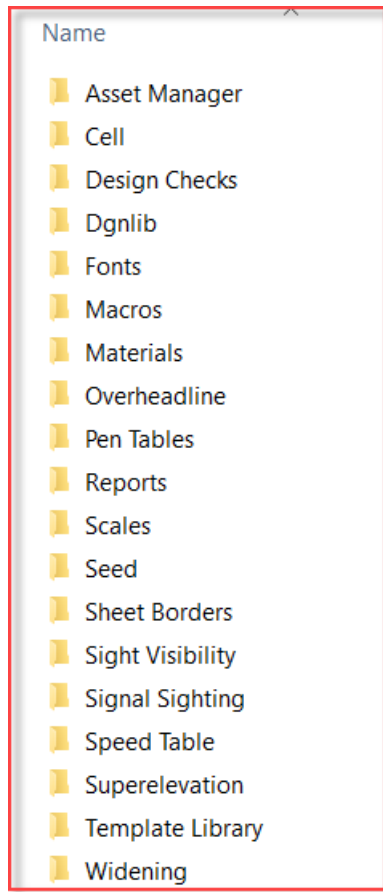 Name
Asset Manager
Cell
Design Checks
Dgnlib
Fonts
Macros
Materials
Overheadline
Pen Tables
Reports
Scales
Seed
Sheet Borders
Sight Visibility
Signal Sighting
Speed Table
Superelevation
Template Library
Widening